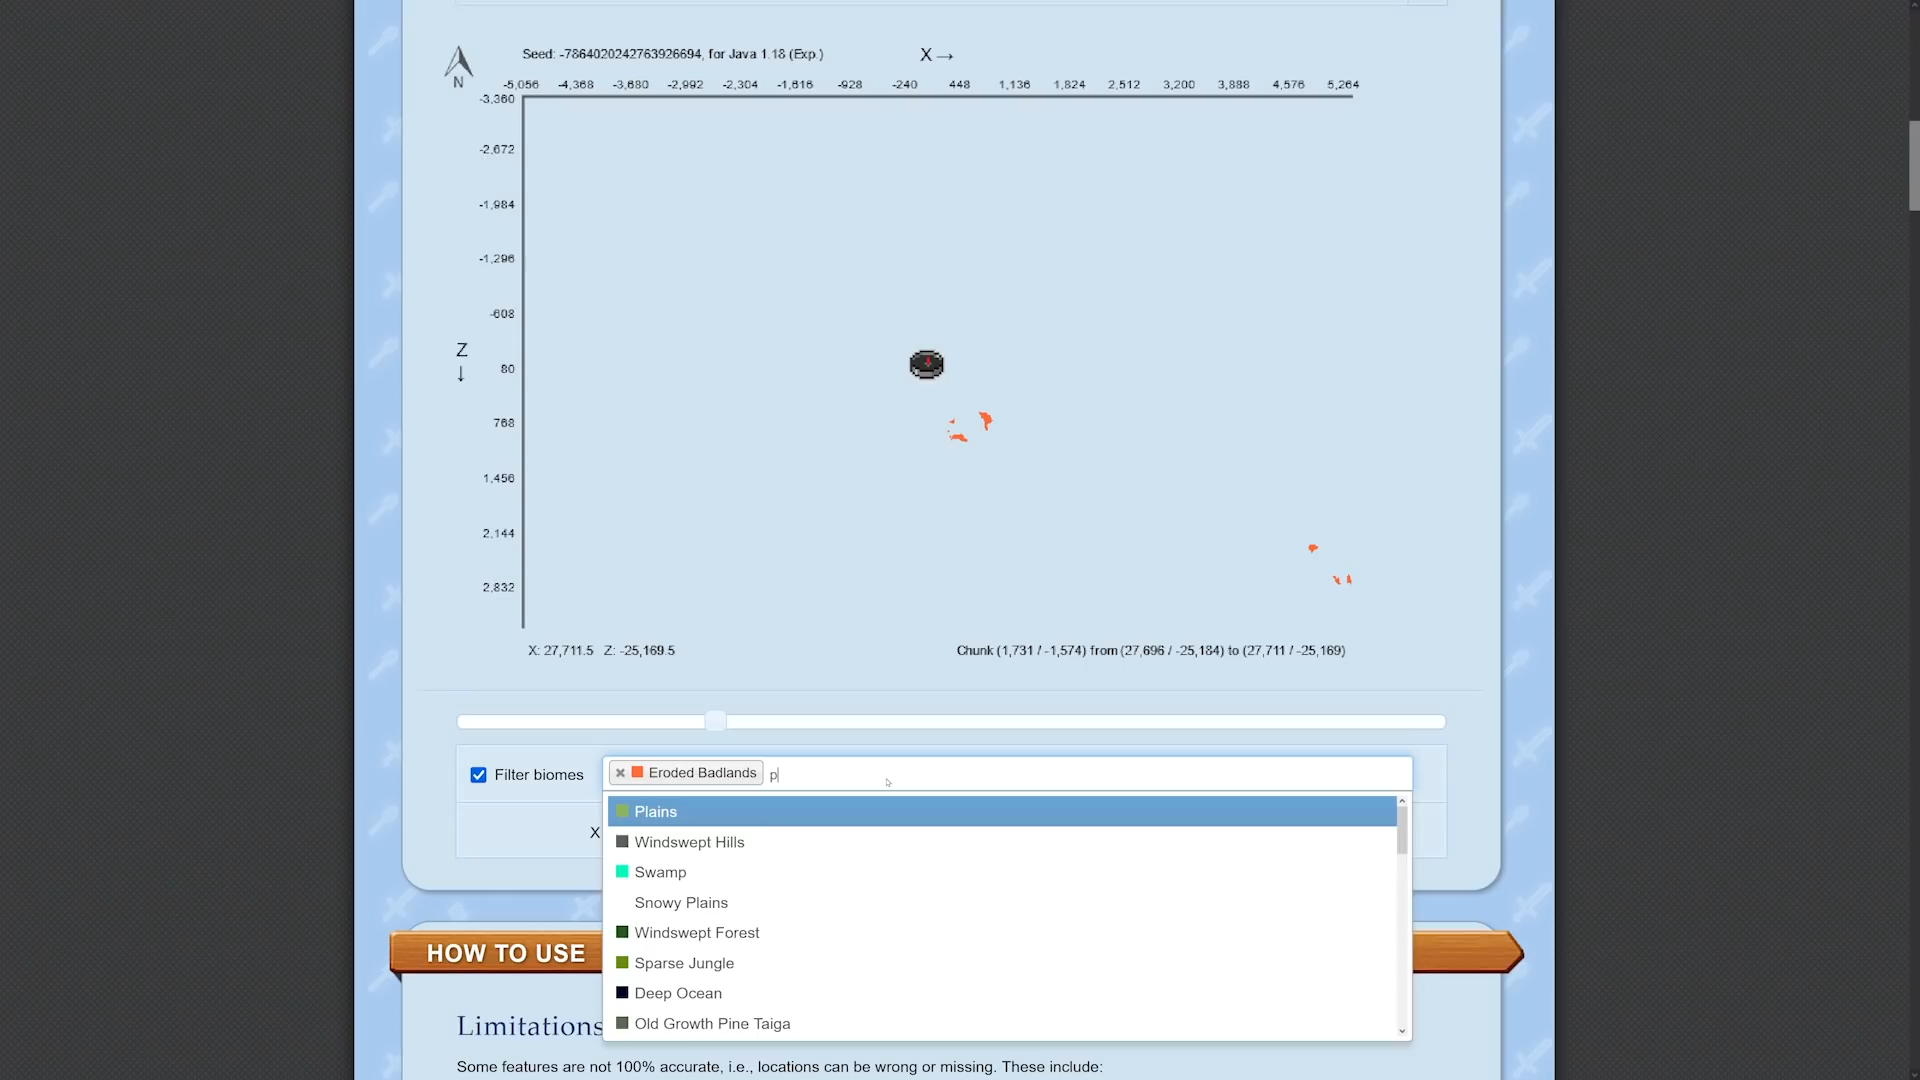 Seed: -7864020242763926694, for Java 1.18 (Exp.)
X→
N
-5,056 -4,368 -3,680 -2,992 -2,304 -1,616 -928 -240 448 1,136 1,824 2,512 3,200 3,888 4,576 5,264
-3,360
-2,672
-1,984
-1,296
-608
Z
↓
80
768
1,456
2,144
2,832
X: 27,711.5 Z: -25,169.5
Chunk (1,731 / -1,574) from (27,696 / -25,184) to (27,711 / -25,169)
Filter biomes
Eroded Badlands p
Plains
X
Windswept Hills
Swamp
Snowy Plains
Windswept Forest
HOW TO USE
Sparse Jungle
Deep Ocean
Old Growth Pine Taiga
Limitations
Some features are not 100% accurate, i.e., locations can be wrong or missing. These include: